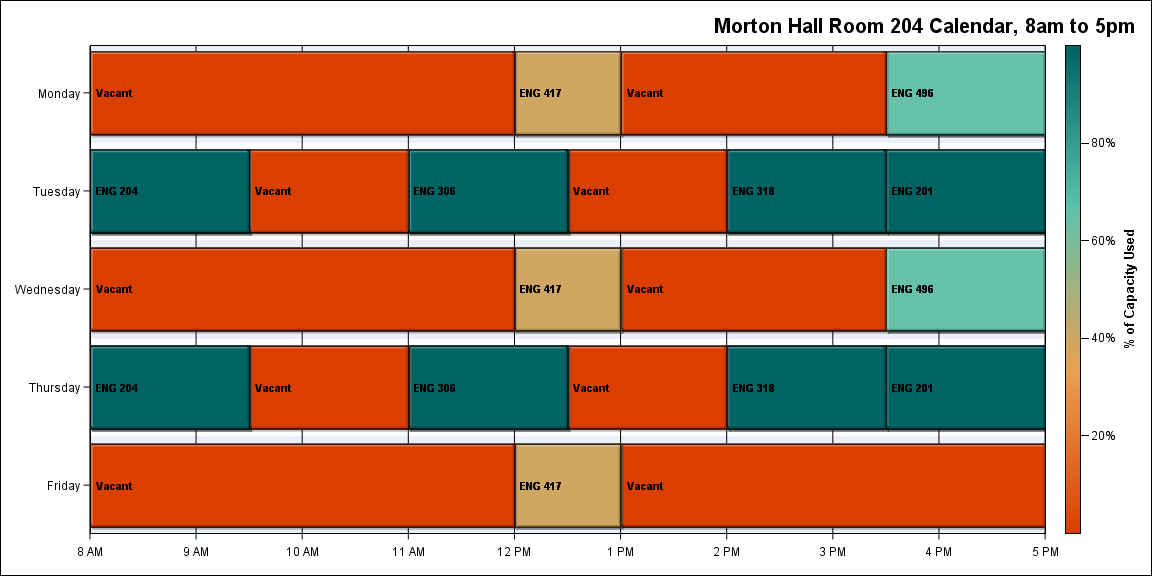 Morton Hall Room 204 Calendar, 8am to 5pm
Monday
Vacant
ENG 417
Vacant
ENG 496
Tuesday
ENG 204
Vacant
ENG 306
Vacant
ENG 318
ENG 201
Wednesday
Vacant
ENG 417
Vacant
ENG 496
Thursday
ENG 204
Vacant
ENG 306
Vacant
ENG 318
ENG 201
Friday
Vacant
ENG 417
Vacant
8 AM
9 AM
10 AM
11 AM
12 PM
1 PM
2 PM
3 PM
4 PM
5 PM
80%
60%
40%
20%
% of Capacity Used